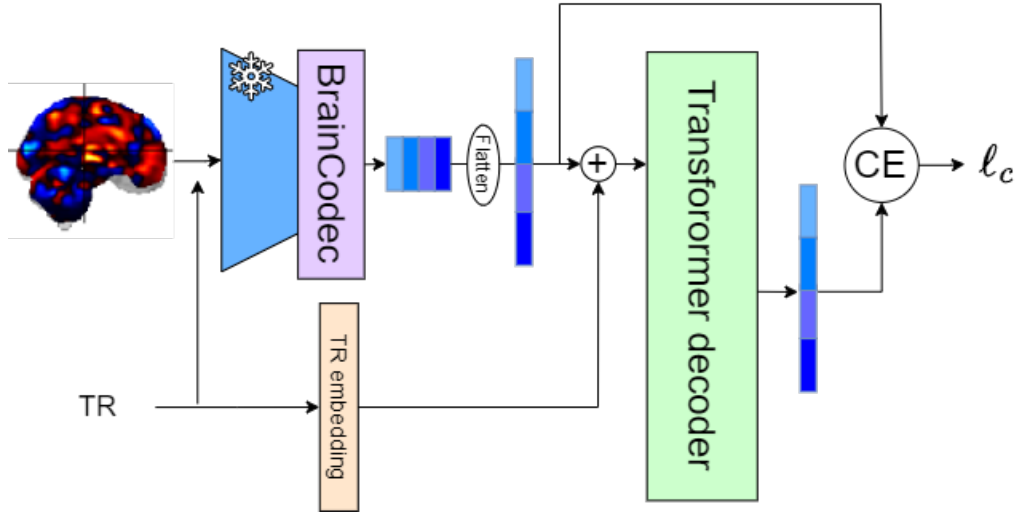 BrainCodec
Flatten
+
Transforormer decoder
CE
ℓc
TR
TR embedding